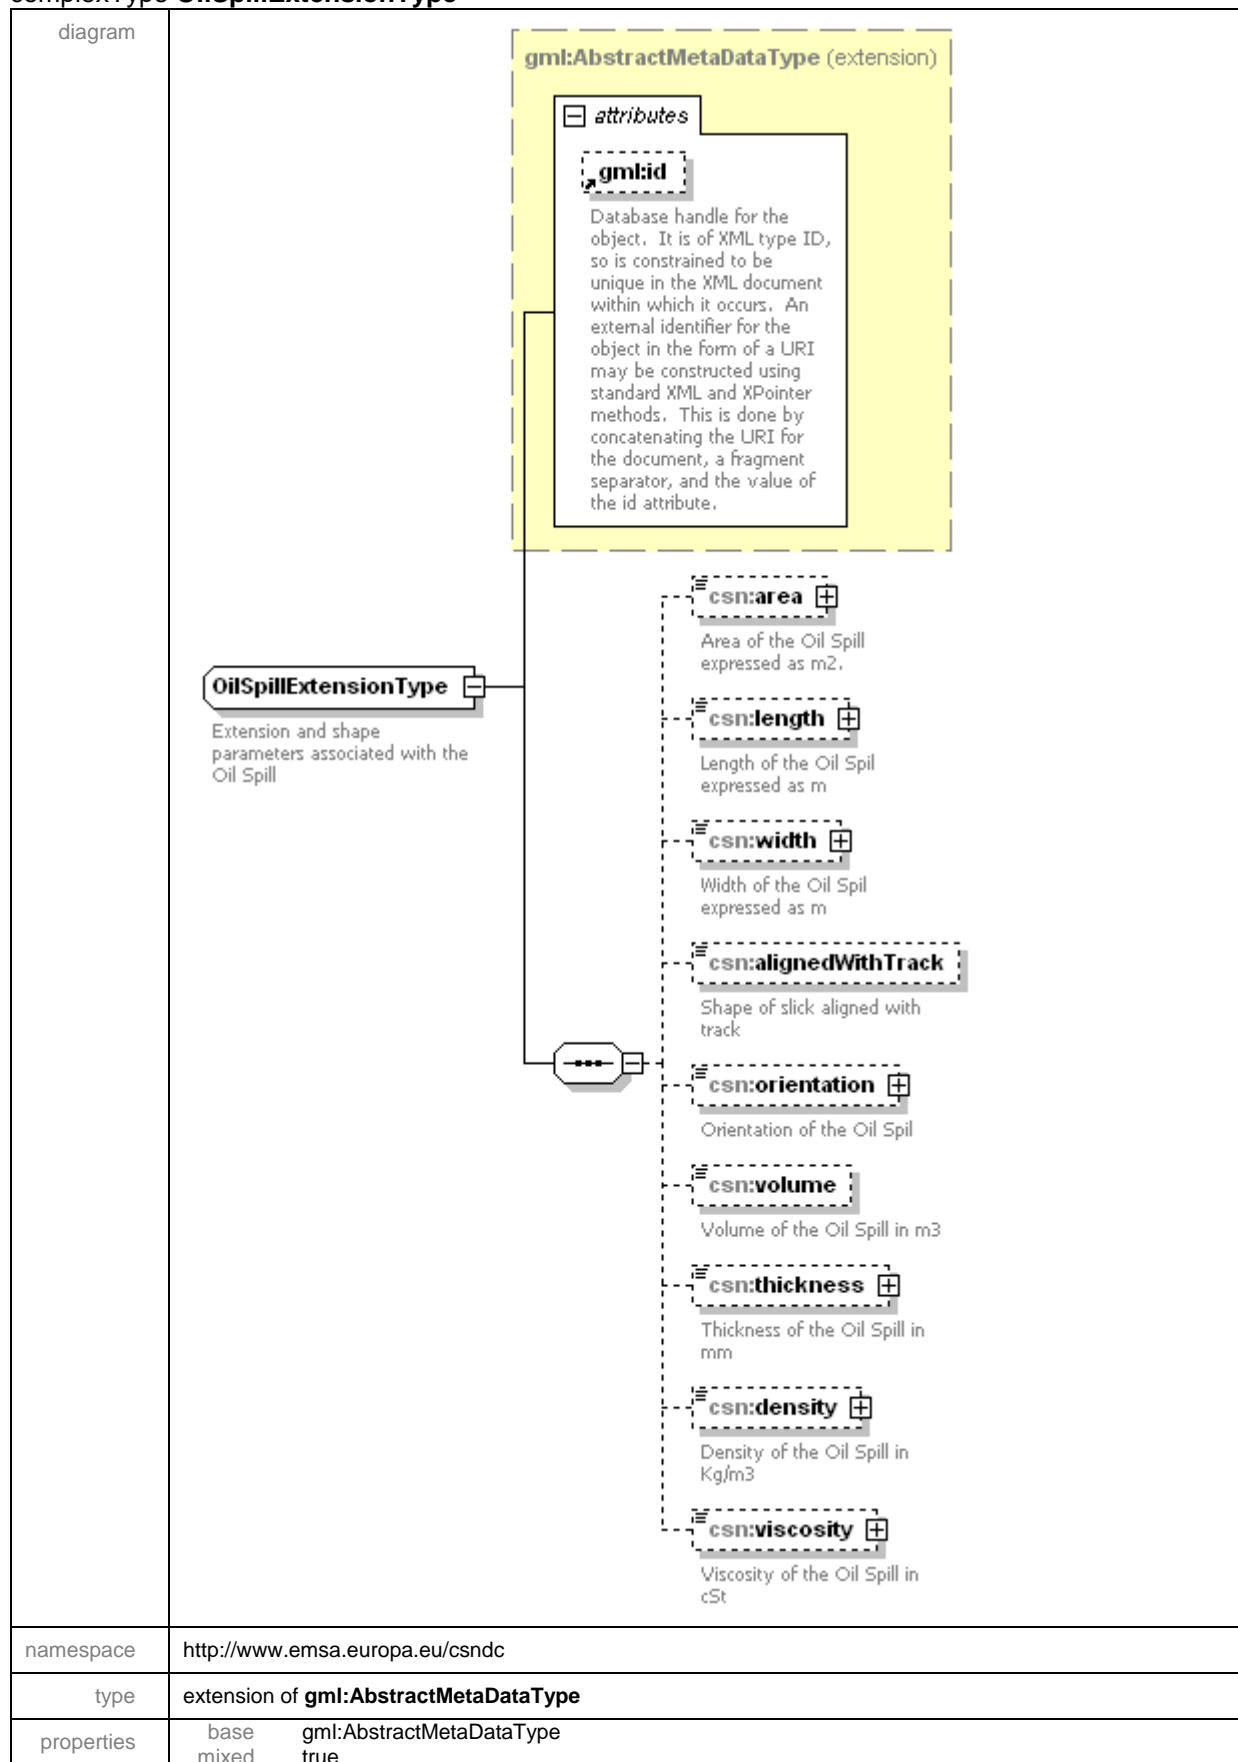 complexType OilSpillExtensionType
diagram
gml:AbstractMetaDataType (extension)
attributes
gml:id
Database handle for the
object.  It is of XML type ID,
so is constrained to be
unique in the XML document
within which it occurs.  An
external identifier for the
object in the form of a URI
may be constructed using
standard XML and XPointer
methods.  This is done by
concatenating the URI for
the document, a fragment
separator, and the value of
the id attribute.
OilSpillExtensionType
Extension and shape
parameters associated with the
Oil Spill
csn:area
Area of the Oil Spill
expressed as m2.
csn:length
Length of the Oil Spil
expressed as m
csn:width
Width of the Oil Spil
expressed as m
csn:alignedWithTrack
Shape of slick aligned with
track
csn:orientation
Orientation of the Oil Spil
csn:volume
Volume of the Oil Spill in m3
csn:thickness
Thickness of the Oil Spill in
mm
csn:density
Density of the Oil Spill in
Kg/m3
csn:viscosity
Viscosity of the Oil Spill in
cSt
namespace http://www.emsa.europa.eu/csndc
type extension of gml:AbstractMetaDataType
properties base gml:AbstractMetaDataType
mixed true